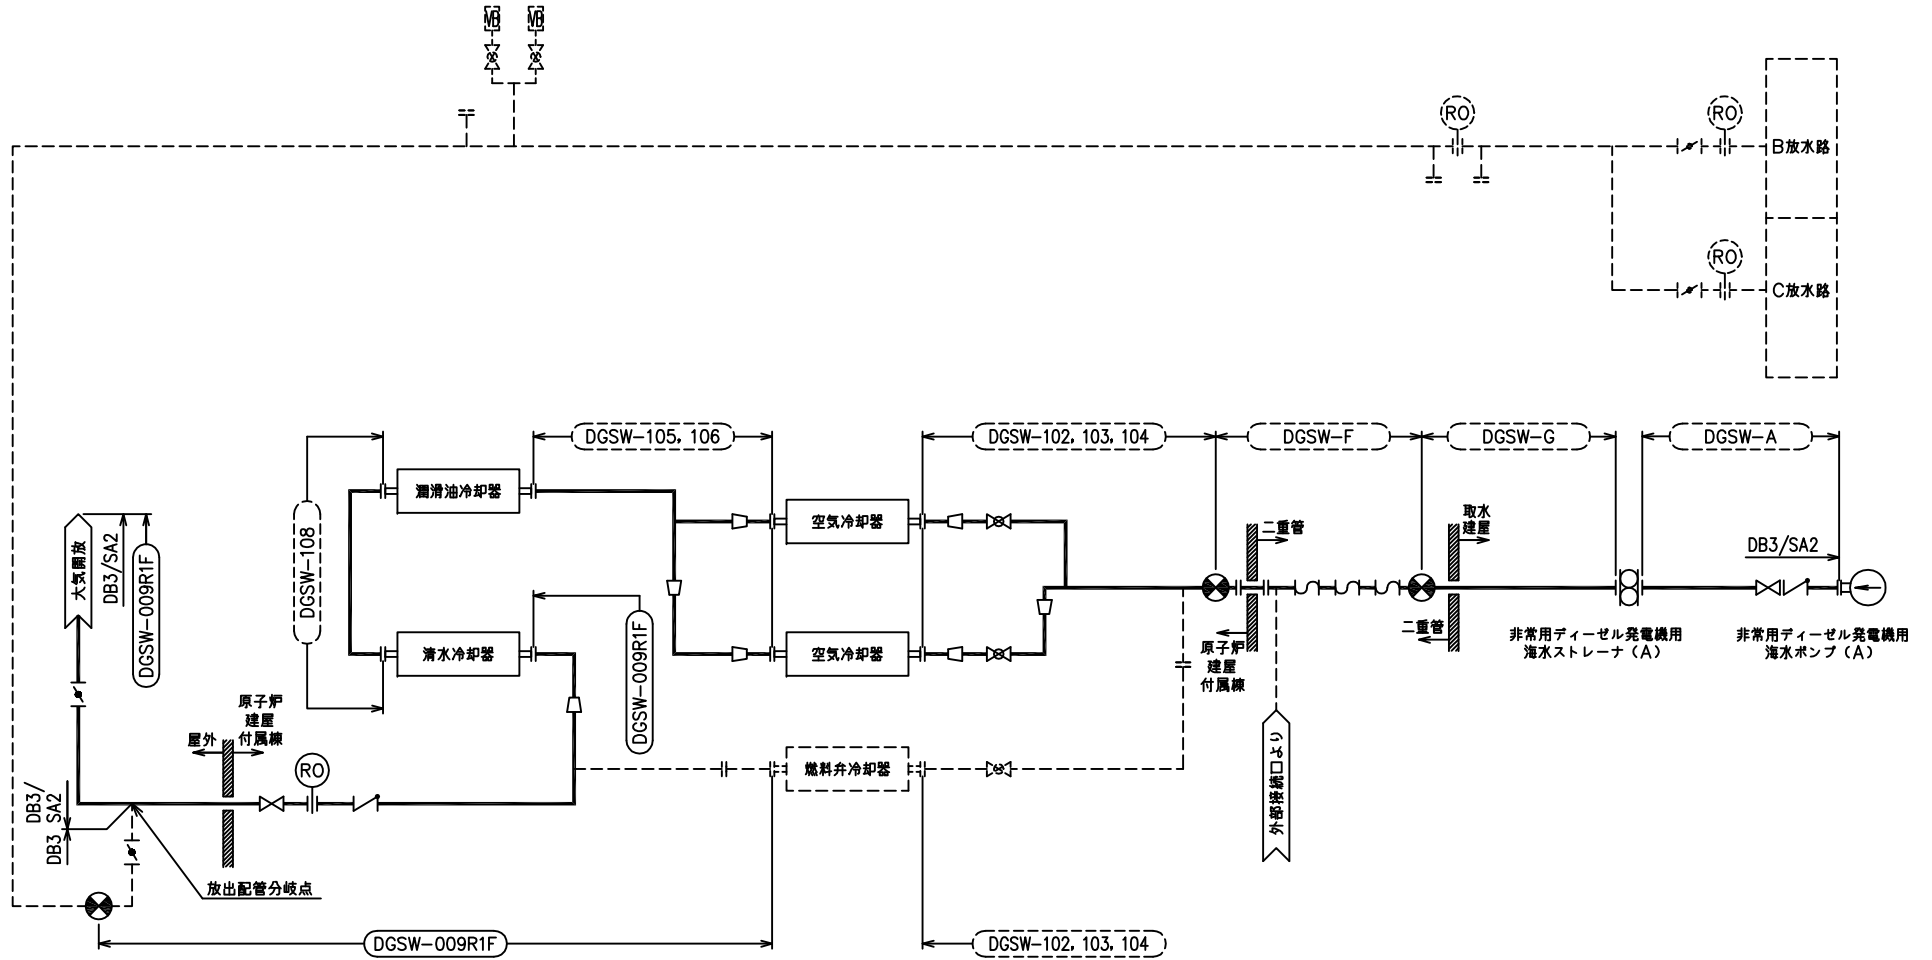 VB
VB
RO
RO
B放水路
RO
C放水路
DGSW-105, 106
DGSW-102, 103, 104
DGSW-F
DGSW-G
DGSW-A
潤滑油冷却器
空気冷却器
取水
建屋
二重管
DB3/SA2
大気開放
DB3/SA2
DGSW-009R1F
DGSW-108
清水冷却器
DGSW-009R1F
空気冷却器
二重管
原子炉
建屋
付属棟
非常用ディーゼル発電機用
海水ストレーナ（A）
非常用ディーゼル発電機用
海水ポンプ（A）
原子炉
建屋
付属棟
屋外
RO
燃料弁冷却器
外部接続口より
DB3/
SA2
DB3
放出配管分岐点
DGSW-009R1F
DGSW-102, 103, 104